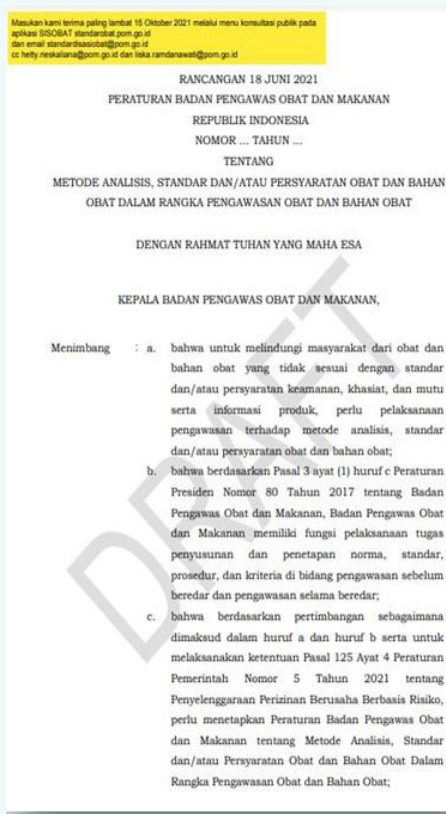 Masukan kami terima paling lambat 15 Oktober 2021 melalui menu konsultasi publik pada
aplikasi SISOBAT standarobat.pom.go.id
dan email standardisasiobat@pom.go.id
cc hetty.rieskaliana@pom.go.id dan liska.ramdanawati@pom.go.id
RANCANGAN 18 JUNI 2021
PERATURAN BADAN PENGAWAS OBAT DAN MAKANAN
REPUBLIK INDONESIA
NOMOR ... TAHUN ...
TENTANG
METODE ANALISIS, STANDAR DAN/ATAU PERSYARATAN OBAT DAN BAHAN
OBAT DALAM RANGKA PENGAWASAN OBAT DAN BAHAN OBAT
DENGAN RAHMAT TUHAN YANG MAHA ESA
KEPALA BADAN PENGAWAS OBAT DAN MAKANAN,
Menimbang : a. bahwa untuk melindungi masyarakat dari obat dan
bahan obat yang tidak sesuai dengan standar
dan/atau persyaratan keamanan, khasiat, dan mutu
serta informasi produk, perlu pelaksanaan
pengawasan terhadap metode analisis, standar
dan/atau persyaratan obat dan bahan obat;
b. bahwa berdasarkan Pasal 3 ayat (1) huruf c Peraturan
Presiden Nomor 80 Tahun 2017 tentang Badan
Pengawas Obat dan Makanan, Badan Pengawas Obat
dan Makanan memiliki fungsi pelaksanaan tugas
penyusunan dan penetapan norma, standar,
prosedur, dan kriteria di bidang pengawasan sebelum
beredar dan pengawasan selama beredar;
c. bahwa berdasarkan pertimbangan sebagaimana
dimaksud dalam huruf a dan huruf b serta untuk
melaksanakan ketentuan Pasal 125 Ayat 4 Peraturan
Pemerintah Nomor 5 Tahun 2021 tentang
Penyelenggaraan Perizinan Berusaha Berbasis Risiko,
perlu menetapkan Peraturan Badan Pengawas Obat
dan Makanan tentang Metode Analisis, Standar
dan/atau Persyaratan Obat dan Bahan Obat Dalam
Rangka Pengawasan Obat dan Bahan Obat;
DRAFT